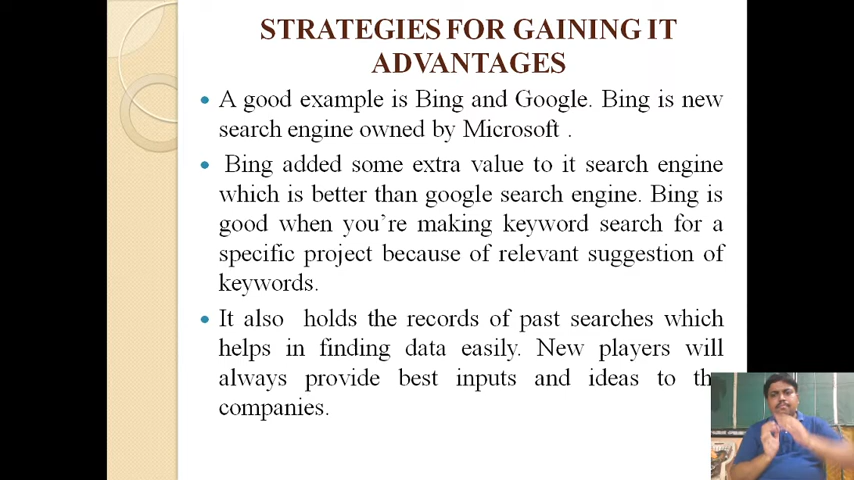 STRATEGIES FOR GAINING IT
ADVANTAGES
• A good example is Bing and Google. Bing is new
search engine owned by Microsoft .
• Bing added some extra value to it search engine
which is better than google search engine. Bing is
good when you're making keyword search for a
specific project because of relevant suggestion of
keywords.
• It also holds the records of past searches which
helps in finding data easily. New players will
always provide best inputs and ideas to
companies.